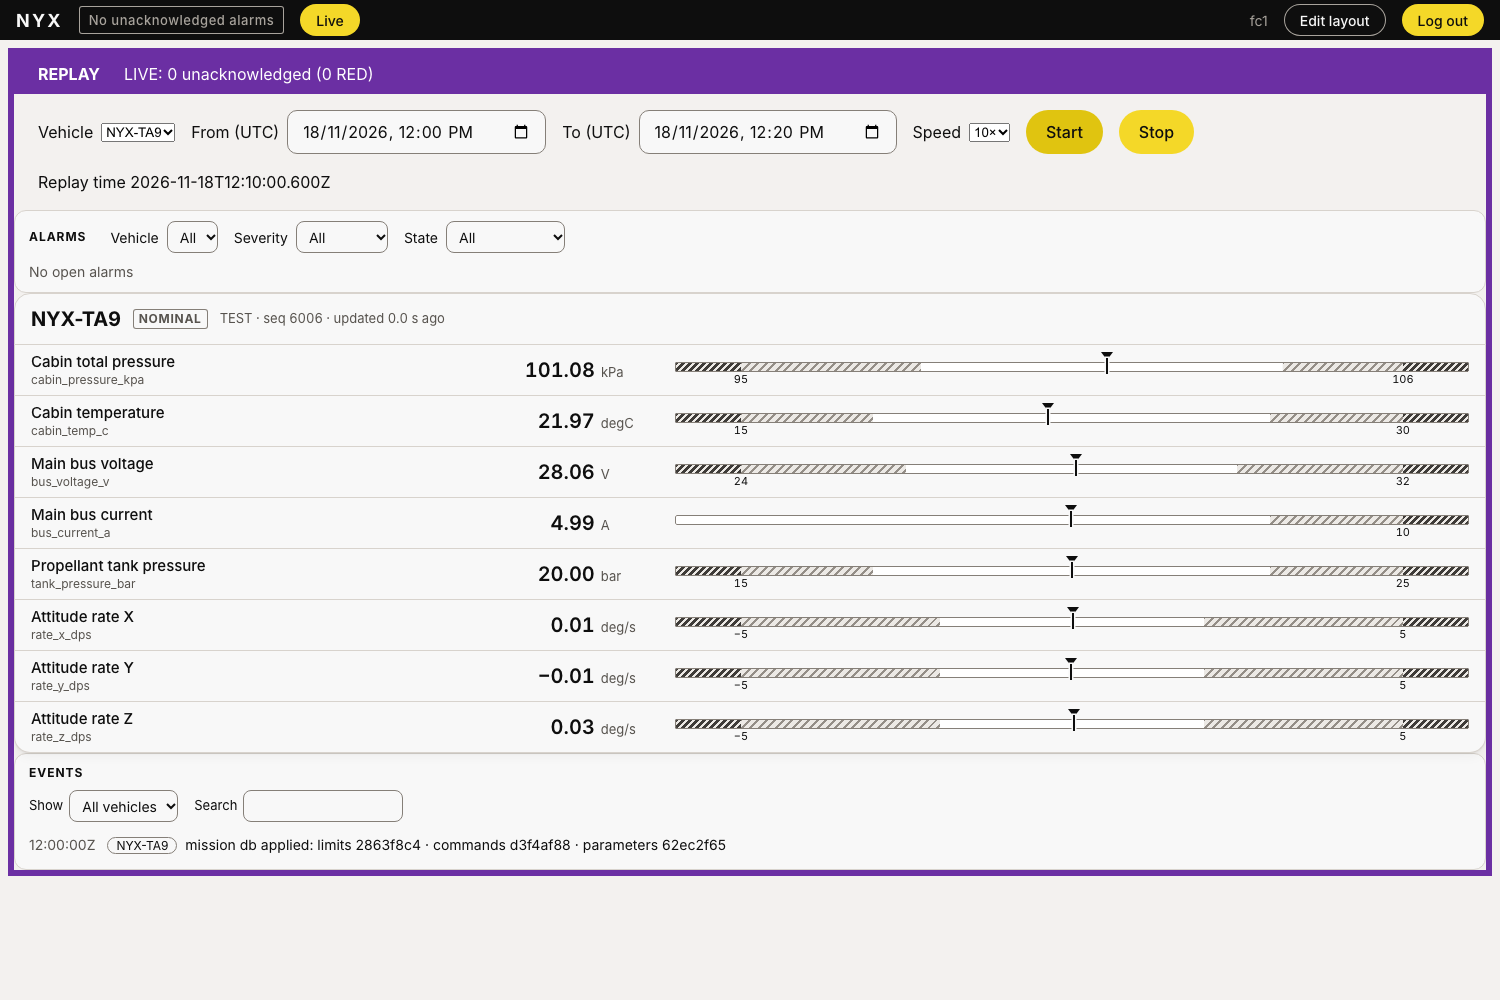 NYX No unacknowledged alarms Live fc1 Edit layout Log out
REPLAY LIVE: 0 unacknowledged (0 RED)
Vehicle NYX-TA9 From (UTC) 18/11/2026, 12:00 PM To (UTC) 18/11/2026, 12:20 PM Speed 10× Start Stop
Replay time 2026-11-18T12:10:00.600Z
ALARMS Vehicle All Severity All State All
No open alarms
NYX-TA9 NOMINAL TEST · seq 6006 · updated 0.0 s ago
Cabin total pressure
cabin_pressure_kpa
101.08 kPa
95 106
Cabin temperature
cabin_temp_c
21.97 degC
15 30
Main bus voltage
bus_voltage_v
28.06 V
24 32
Main bus current
bus_current_a
4.99 A
10
Propellant tank pressure
tank_pressure_bar
20.00 bar
15 25
Attitude rate X
rate_x_dps
0.01 deg/s
−5 5
Attitude rate Y
rate_y_dps
−0.01 deg/s
−5 5
Attitude rate Z
rate_z_dps
0.03 deg/s
−5 5
EVENTS
Show All vehicles Search
12:00:00Z NYX-TA9 mission db applied: limits 2863f8c4 · commands d3f4af88 · parameters 62ec2f65